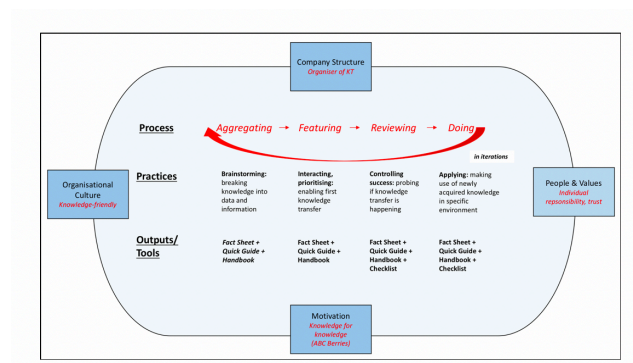 Company Structure
Organiser of KT
Process
Aggregating → Featuring → Reviewing → Doing
in iterations
Organisational
Culture
Knowledge-friendly
Practices
Brainstorming:
breaking
knowledge into
data and
information
Interacting,
prioritising:
enabling first
knowledge
transfer
Controlling
success: probing
if knowledge
transfer is
happening
Applying: making
use of newly
acquired knowledge
in specific
environment
People & Values
Individual
repsonsibility, trust
Outputs/
Tools
Fact Sheet +
Quick Guide +
Handbook
Fact Sheet +
Quick Guide +
Handbook
Fact Sheet +
Quick Guide +
Handbook +
Checklist
Fact Sheet +
Quick Guide +
Handbook +
Checklist
Motivation
Knowledge for
knowledge
(ABC Berries)